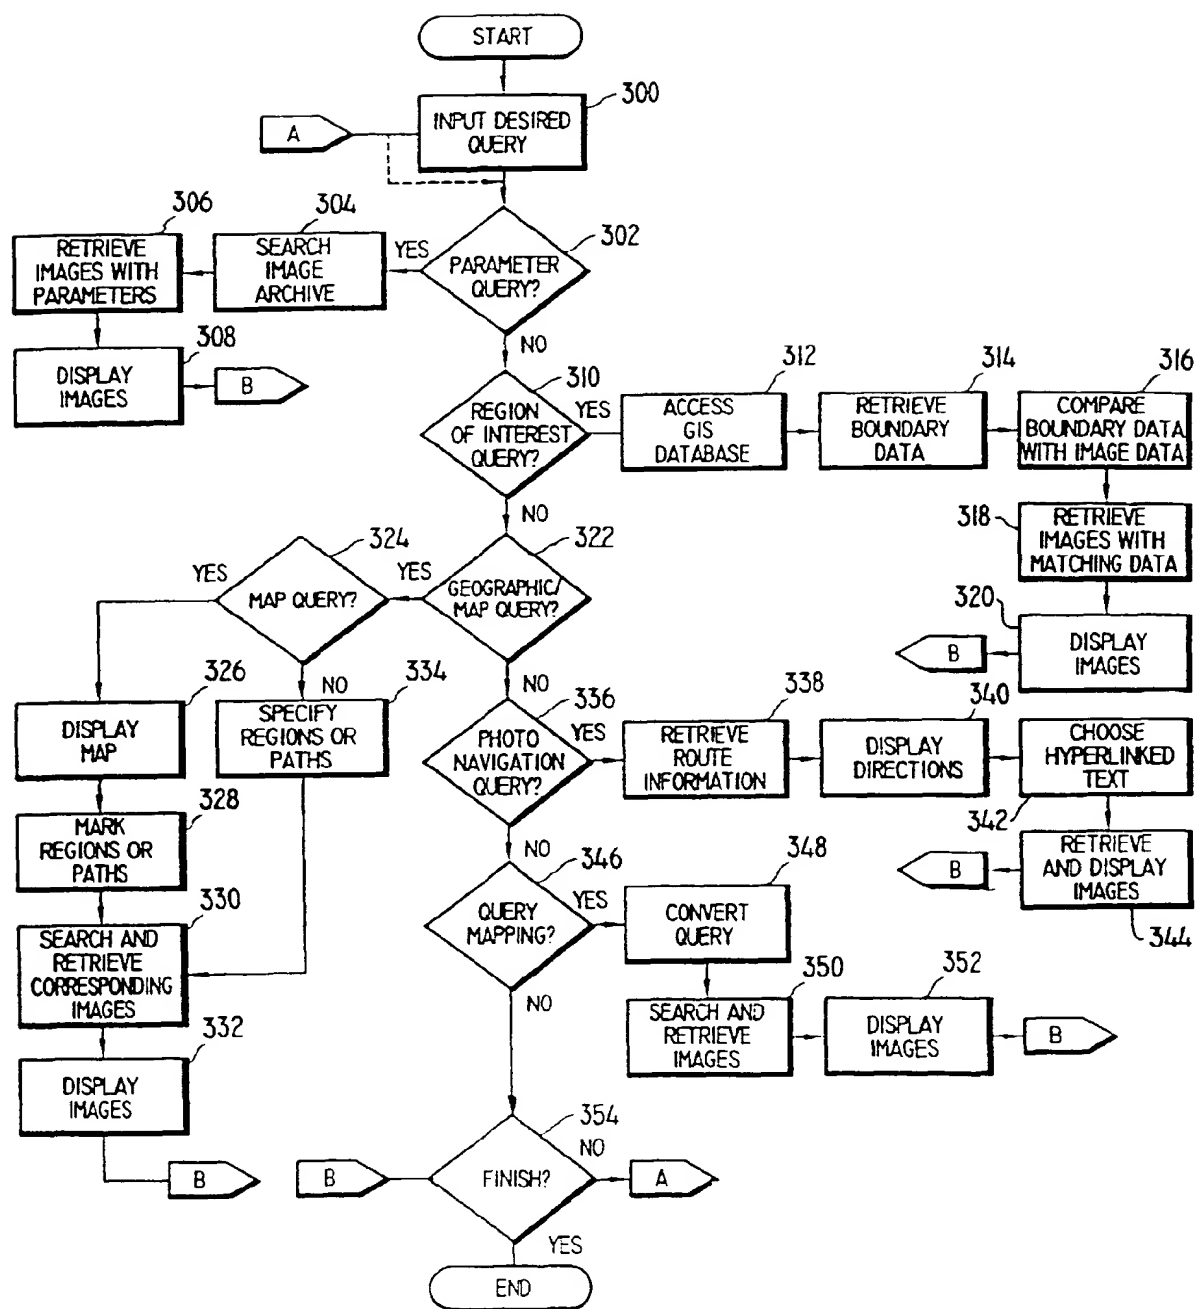 START
300
INPUT DESIRED
QUERY
A
306
304
302
RETRIEVE
IMAGES WITH
PARAMETERS
SEARCH
IMAGE
ARCHIVE
YES
PARAMETER
QUERY?
NO
308
DISPLAY
IMAGES
B
310
REGION
OF INTEREST
QUERY?
YES
312
ACCESS
GIS
DATABASE
314
RETRIEVE
BOUNDARY
DATA
316
COMPARE
BOUNDARY DATA
WITH IMAGE DATA
NO
318
RETRIEVE
IMAGES WITH
MATCHING DATA
324
322
YES
MAP QUERY?
YES
GEOGRAPHIC/
MAP QUERY?
320
DISPLAY
IMAGES
B
NO
NO
326
DISPLAY
MAP
334
SPECIFY
REGIONS OR
PATHS
336
PHOTO
NAVIGATION
QUERY?
YES
338
RETRIEVE
ROUTE
INFORMATION
340
DISPLAY
DIRECTIONS
CHOOSE
HYPERLINKED
TEXT
342
328
MARK
REGIONS OR
PATHS
NO
RETRIEVE
AND DISPLAY
IMAGES
B
344
346
QUERY
MAPPING?
YES
348
CONVERT
QUERY
330
SEARCH AND
RETRIEVE
CORRESPONDING
IMAGES
NO
350
SEARCH AND
RETRIEVE
IMAGES
352
DISPLAY
IMAGES
B
332
DISPLAY
IMAGES
B
354
B
FINISH?
NO
A
YES
END